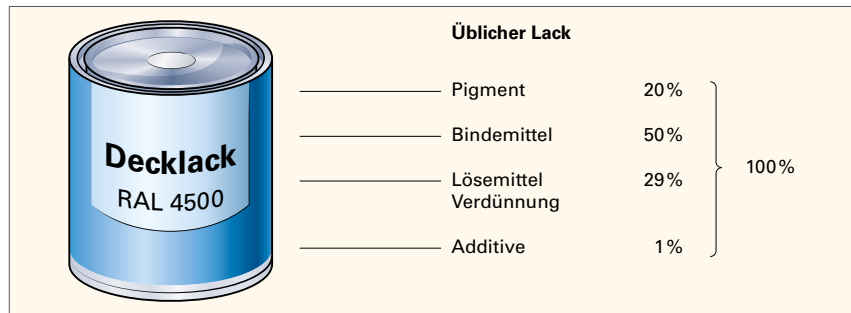 Üblicher Lack
Decklack
RAL 4500
Pigment 20%
Bindemittel 50%
Lösemittel 29%
Verdünnung
Additive 1%
100%